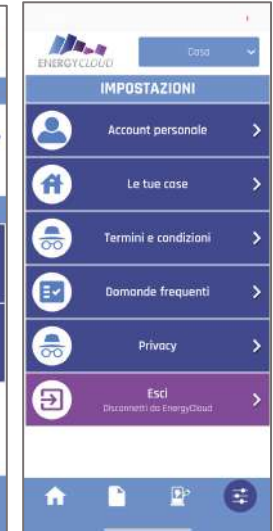 ENERGYCLOUD
Casa
IMPOSTAZIONI
Account personale
Le tue case
Termini e condizioni
Domande frequenti
Privacy
Esci
Disconnetti da EnergyCloud